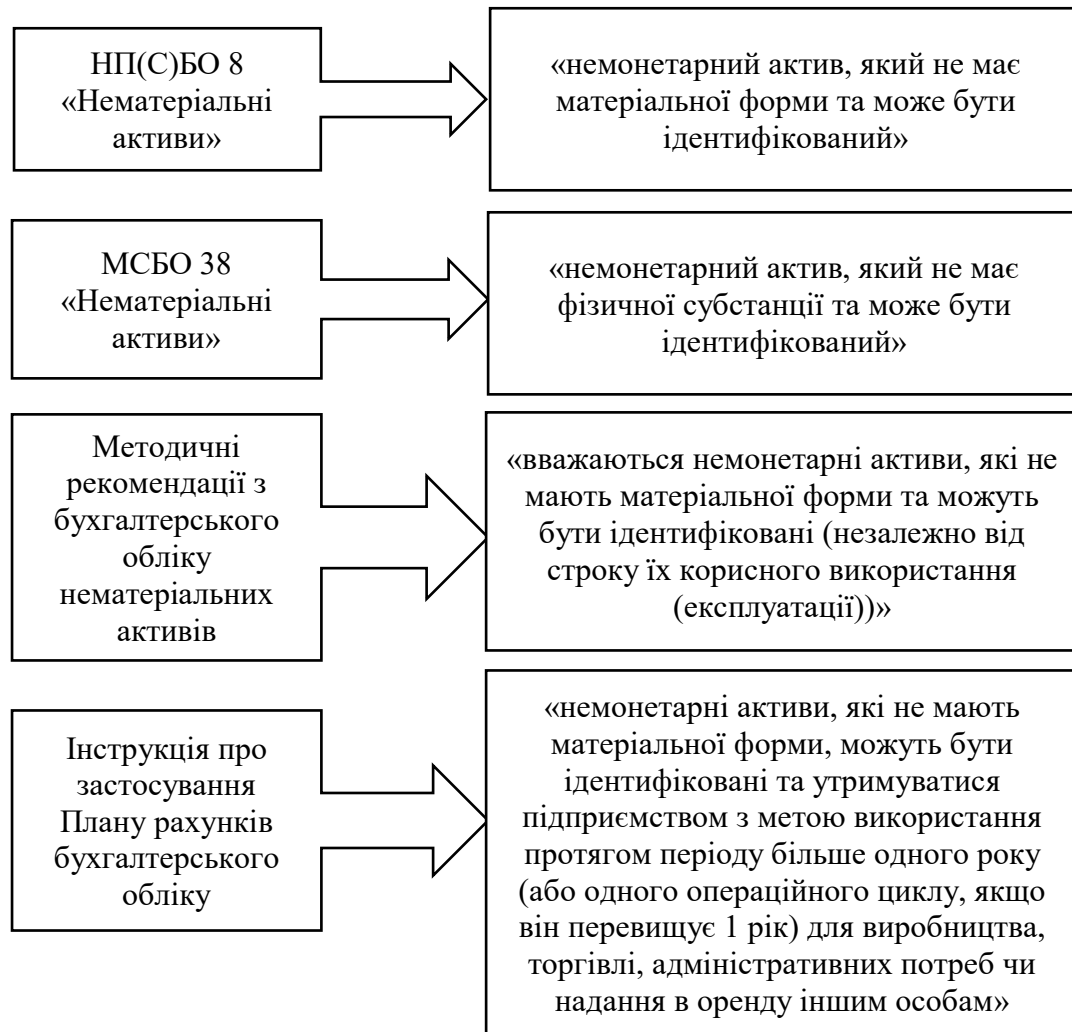 НП(С)БО 8
«Нематеріальні
активи»
«немонетарний актив, який не має
матеріальної форми та може бути
ідентифікований»
МСБО 38
«Нематеріальні
активи»
«немонетарний актив, який не має
фізичної субстанції та може бути
ідентифікований»
Методичні
рекомендації з
бухгалтерського
обліку
нематеріальних
активів
«вважаються немонетарні активи, які не
мають матеріальної форми та можуть
бути ідентифіковані (незалежно від
строку їх корисного використання
(експлуатації))»
Інструкція про
застосування
Плану рахунків
бухгалтерського
обліку
«немонетарні активи, які не мають
матеріальної форми, можуть бути
ідентифіковані та утримуватися
підприємством з метою використання
протягом періоду більше одного року
(або одного операційного циклу, якщо
він перевищує 1 рік) для виробництва,
торгівлі, адміністративних потреб чи
надання в оренду іншим особам»